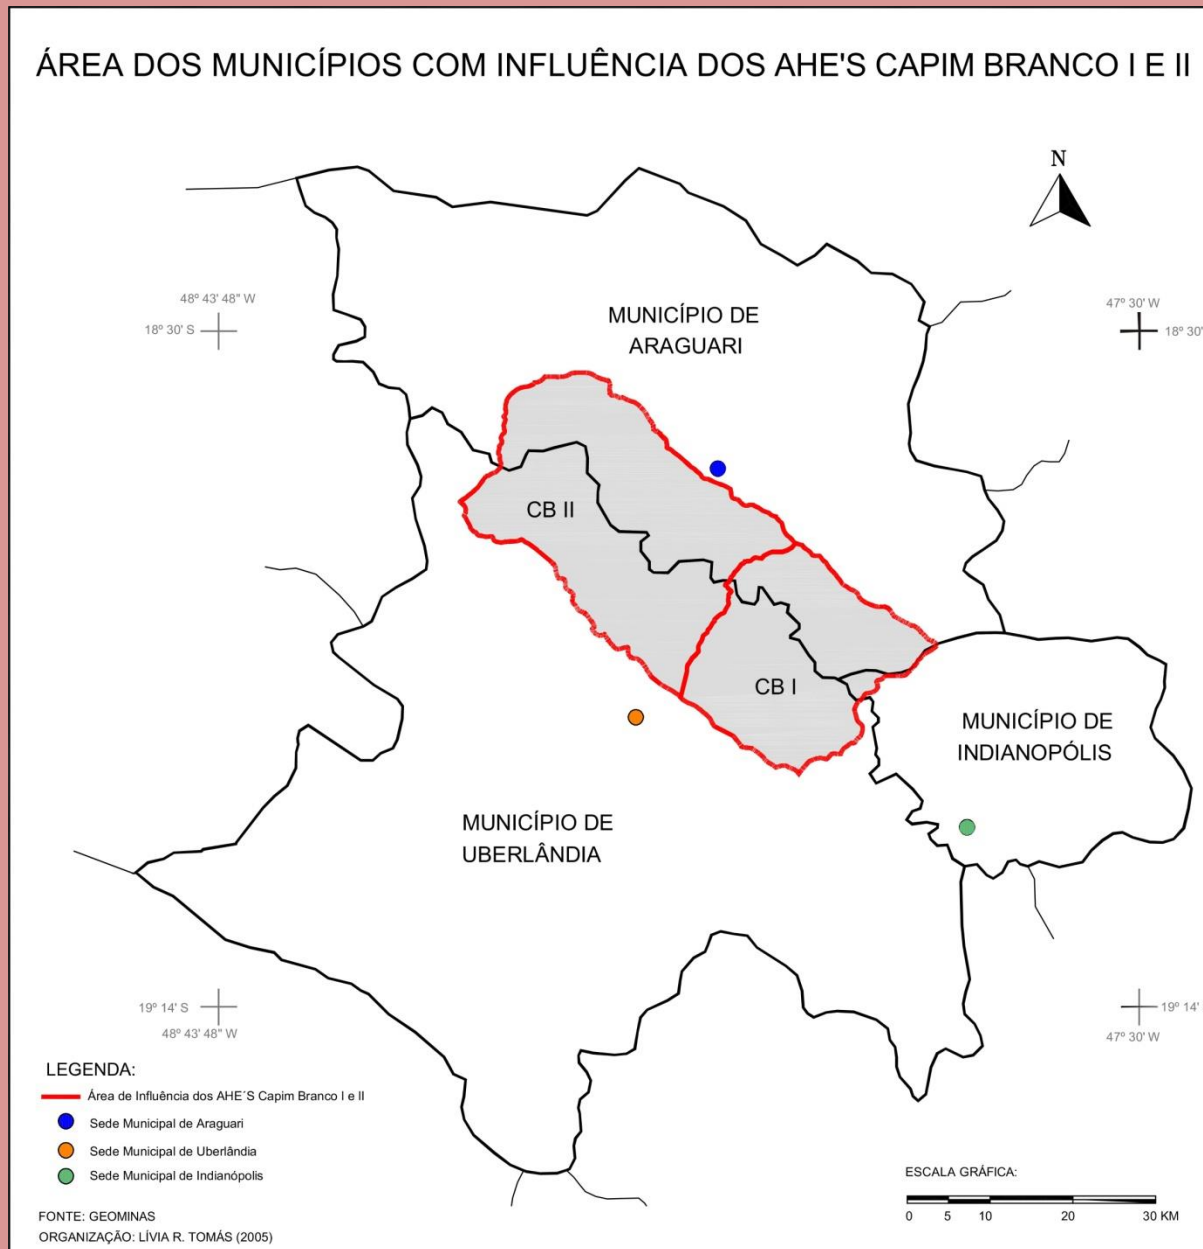 ÁREA DOS MUNICÍPIOS COM INFLUÊNCIA DOS AHE'S CAPIM BRANCO I E II
N
48º 43' 48" W
18º 30' S
47º 30' W
18º 30'
MUNICÍPIO DE
ARAGUARI
CB II
CB I
MUNICÍPIO DE
INDIANOPÓLIS
MUNICÍPIO DE
UBERLÂNDIA
19º 14' S
48º 43' 48" W
19º 14'
47º 30' W
LEGENDA:
Área de Influência dos AHE´S Capim Branco I e II
Sede Municipal de Araguari
Sede Municipal de Uberlândia
Sede Municipal de Indianópolis
ESCALA GRÁFICA:
0 5 10 20 30 KM
FONTE: GEOMINAS
ORGANIZAÇÃO: LÍVIA R. TOMÁS (2005)